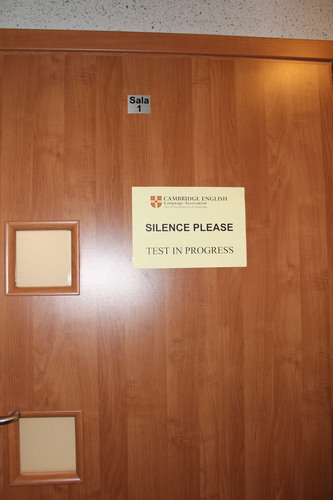 Sala
1
CAMBRIDGE ENGLISH
Language Assessment
SILENCE PLEASE
TEST IN PROGRESS